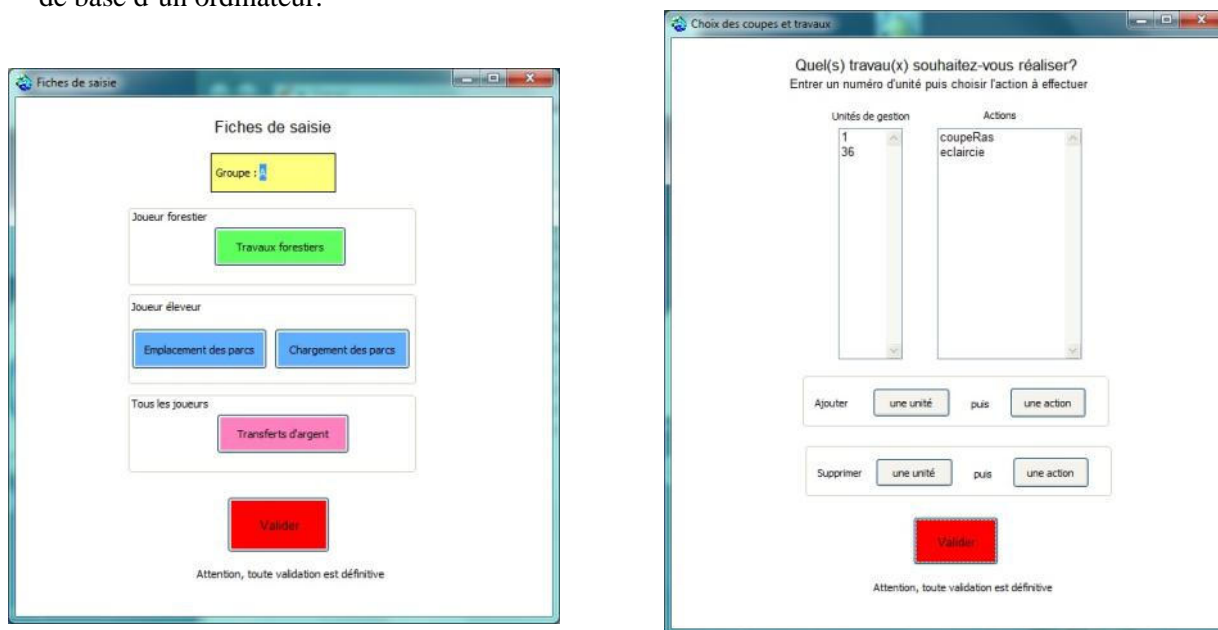 de base d'un ordinateur.
Fiches de saisie
Fiches de saisie
Groupe : A
Joueur forestier
Travaux forestiers
Joueur éleveur
Emplacement des parcs
Chargement des parcs
Tous les joueurs
Transferts d'argent
Valider
Attention, toute validation est définitive
Choix des coupes et travaux
Quel(s) travau(x) souhaitez-vous réaliser?
Entrer un numéro d'unité puis choisir l'action à effectuer
Unités de gestion Actions
1 coupeRas
36 eclaircie
Ajouter une unité puis une action
Supprimer une unité puis une action
Valider
Attention, toute validation est définitive